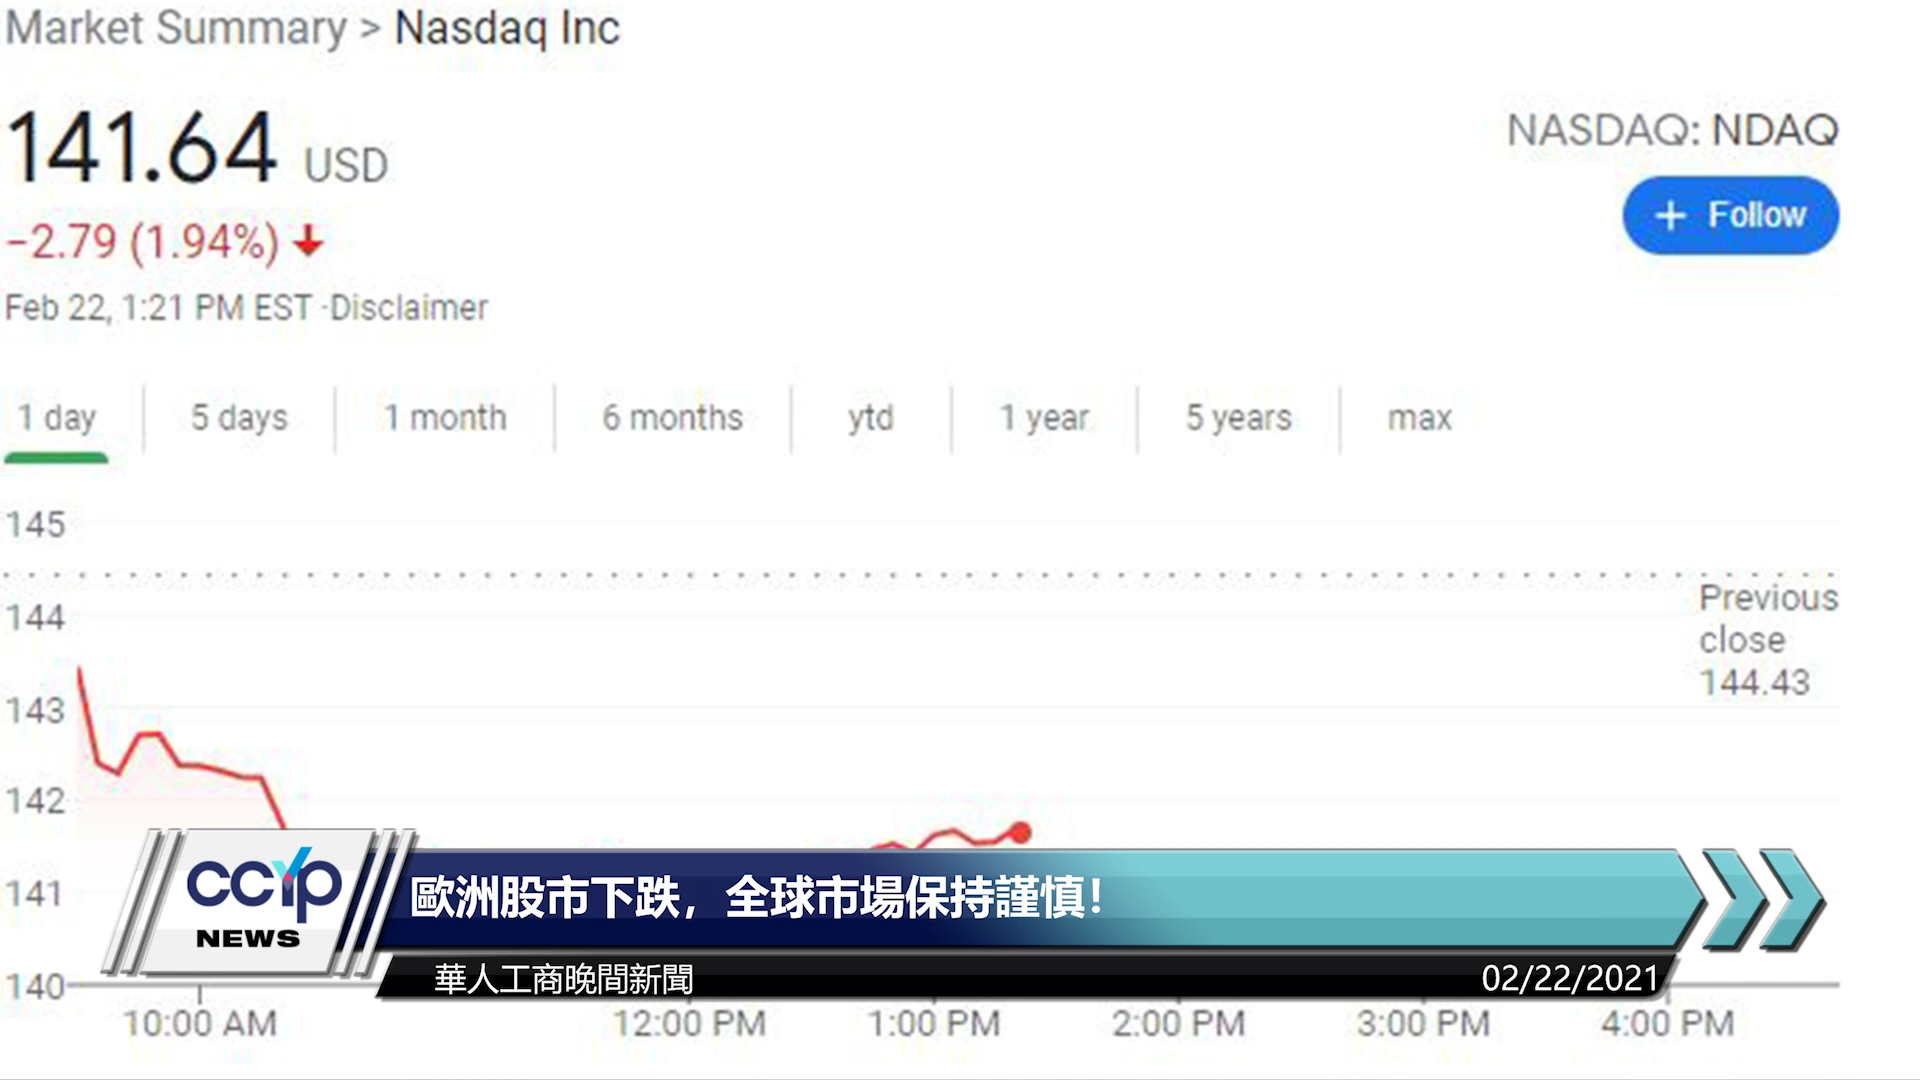 Market Summary > Nasdaq Inc
141.64 USD
NASDAQ: NDAQ
−2.79 (1.94%)
+ Follow
Feb 22, 1:21 PM EST ·Disclaimer
1 day 5 days 1 month 6 months ytd 1 year 5 years max
145
144
Previous
close
144.43
143
142
141
140
CCYP
NEWS
歐洲股市下跌，全球市場保持謹慎！
華人工商晚間新聞
02/22/2021
10:00 AM 12:00 PM 1:00 PM 2:00 PM 3:00 PM 4:00 PM